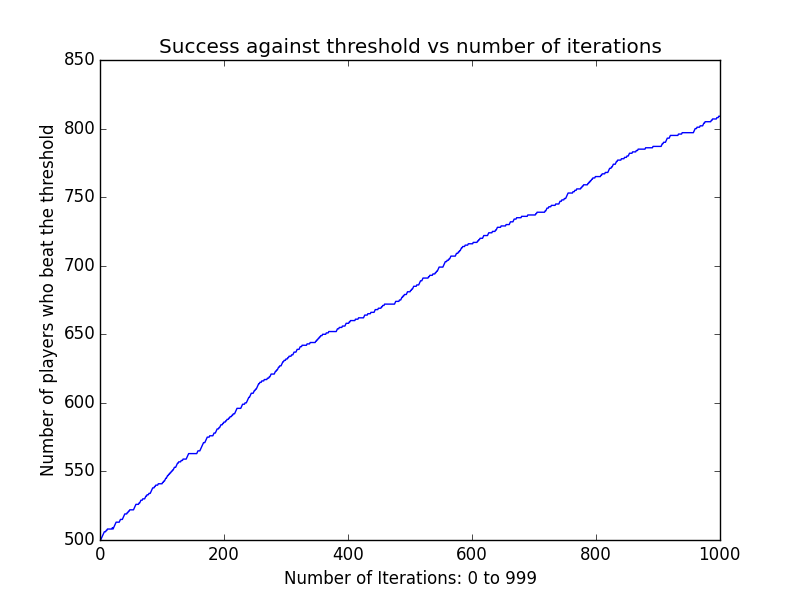 Success against threshold vs number of iterations
850
800
750
700
650
600
550
500
Number of players who beat the threshold
0 200 400 600 800 1000
Number of Iterations: 0 to 999